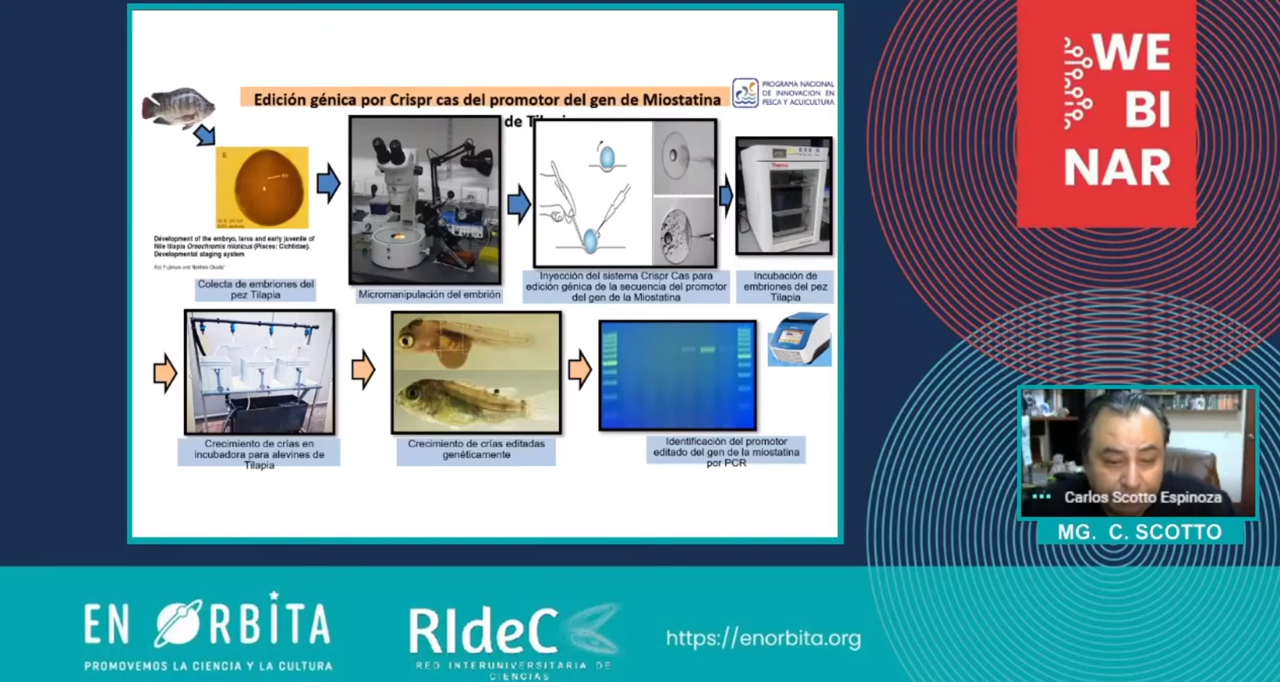 Edición génica por Crispr cas del promotor del gen de Miostatina
de
PROGRAMA NACIONAL
DE INNOVACIÓN EN
PESCA Y ACUICULTURA
E
Development of the embryo, larva and early juvenile of
Nile tilapia Oreochromis niloticus (Pisces: Cichlidae).
Developmental staging system
Colecta de embriones del
pez Tilapia
Micromanipulación del embrión
Inyección del sistema Crispr Cas para
edición génica de la secuencia del promotor
del gen de la Miostatina
Incubación de
embriones del pez
Tilapia
Crecimiento de crías en
incubadora para alevines de
Tilapia
Crecimiento de crías editadas
genéticamente
Identificación del promotor
editado del gen de la miostatina
por PCR
WE
BI
NAR
Carlos Scotto Espinoza
MG. C. SCOTTO
EN ORBITA
PROMOVEMOS LA CIENCIA Y LA CULTURA
RIdeC
RED INTERUNIVERSITARIA DE
CIENCIAS
https://enorbita.org